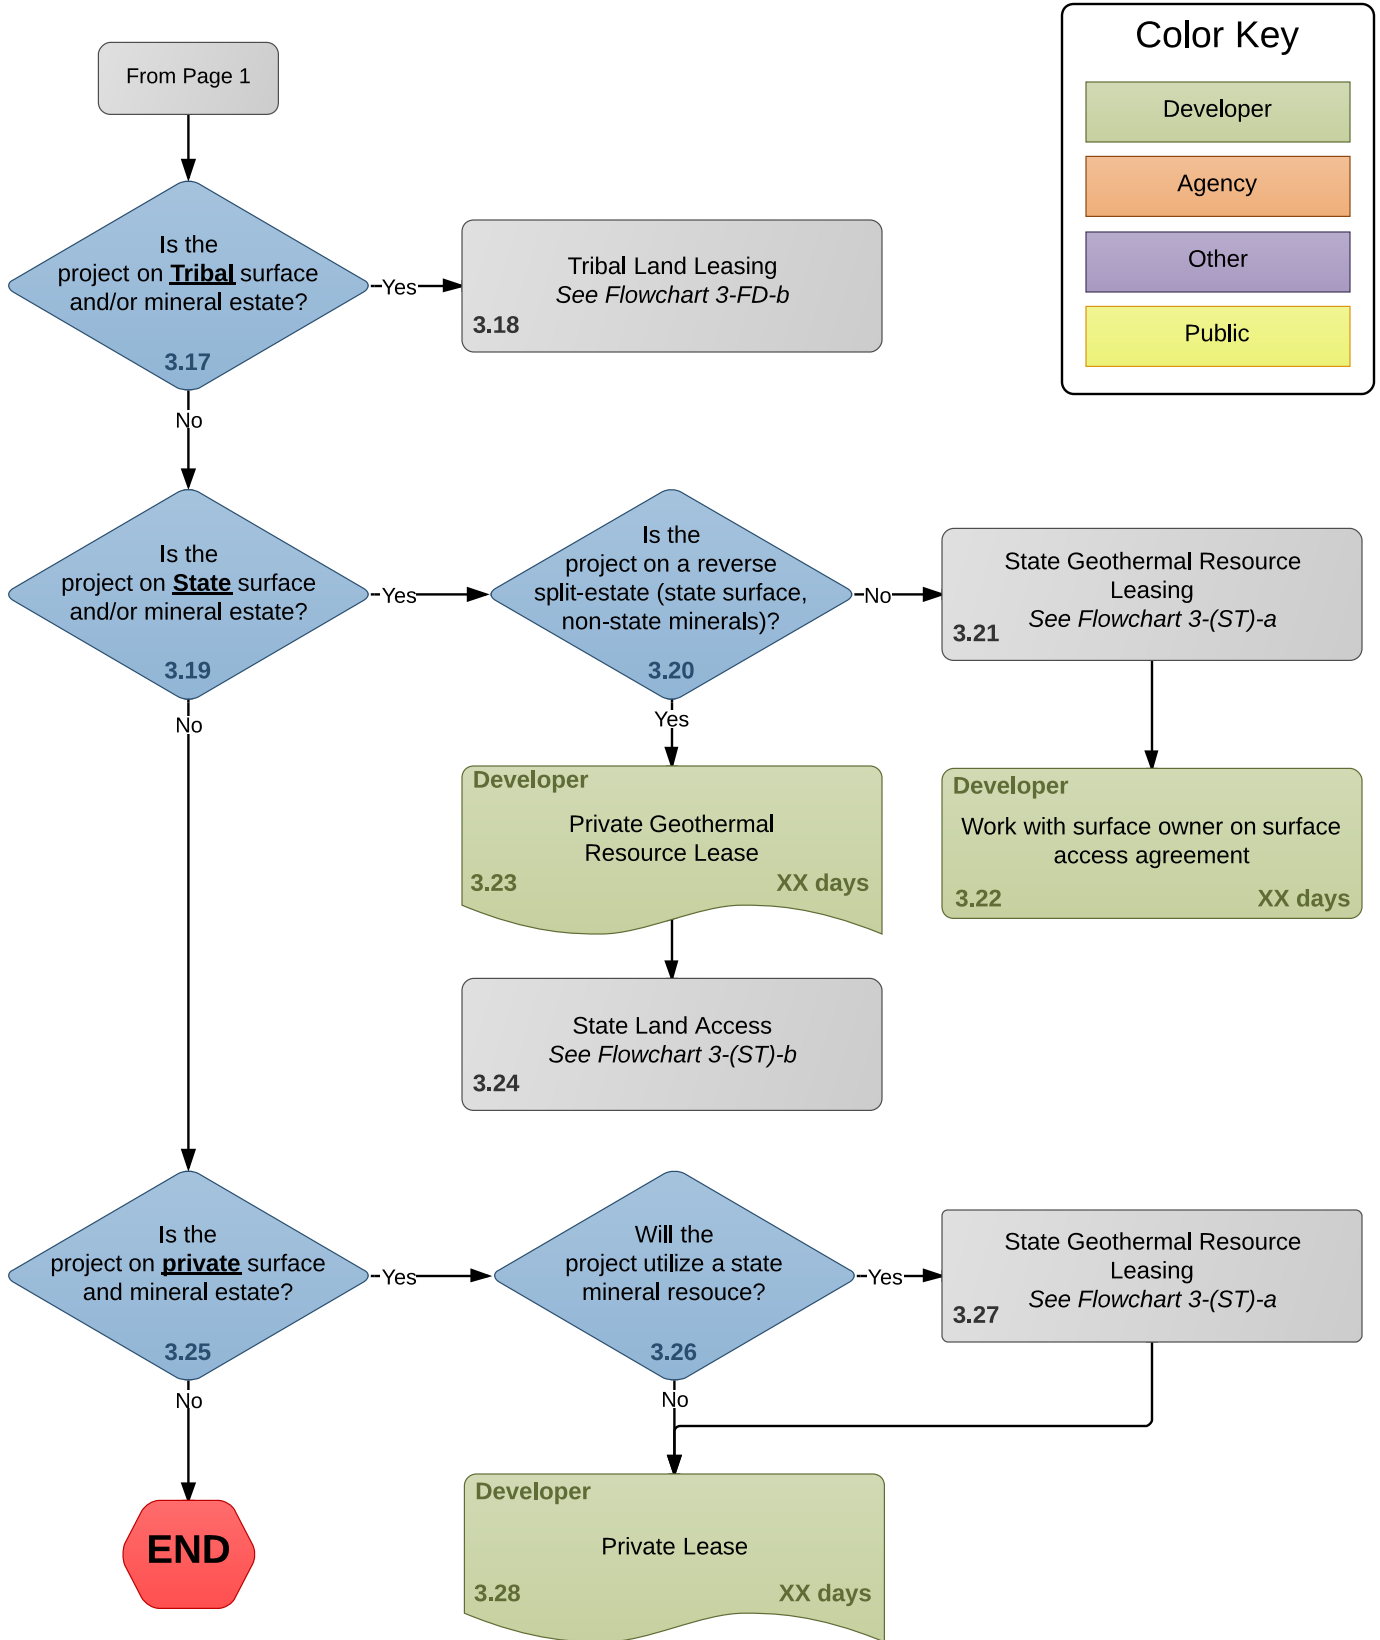 From Page 1
Color Key
Developer
Agency
Other
Public
Is the
project on Tribal surface
and/or mineral estate?
3.17
Yes
Tribal Land Leasing
See Flowchart 3-FD-b
3.18
No
Is the
project on State surface
and/or mineral estate?
3.19
Yes
Is the
project on a reverse
split-estate (state surface,
non-state minerals)?
3.20
No
State Geothermal Resource
Leasing
See Flowchart 3-(ST)-a
3.21
No
Yes
Developer
Private Geothermal
Resource Lease
3.23
XX days
Developer
Work with surface owner on surface
access agreement
3.22
XX days
State Land Access
See Flowchart 3-(ST)-b
3.24
Is the
project on private surface
and mineral estate?
3.25
Yes
Will the
project utilize a state
mineral resouce?
3.26
Yes
State Geothermal Resource
Leasing
See Flowchart 3-(ST)-a
3.27
No
No
END
Developer
Private Lease
3.28
XX days